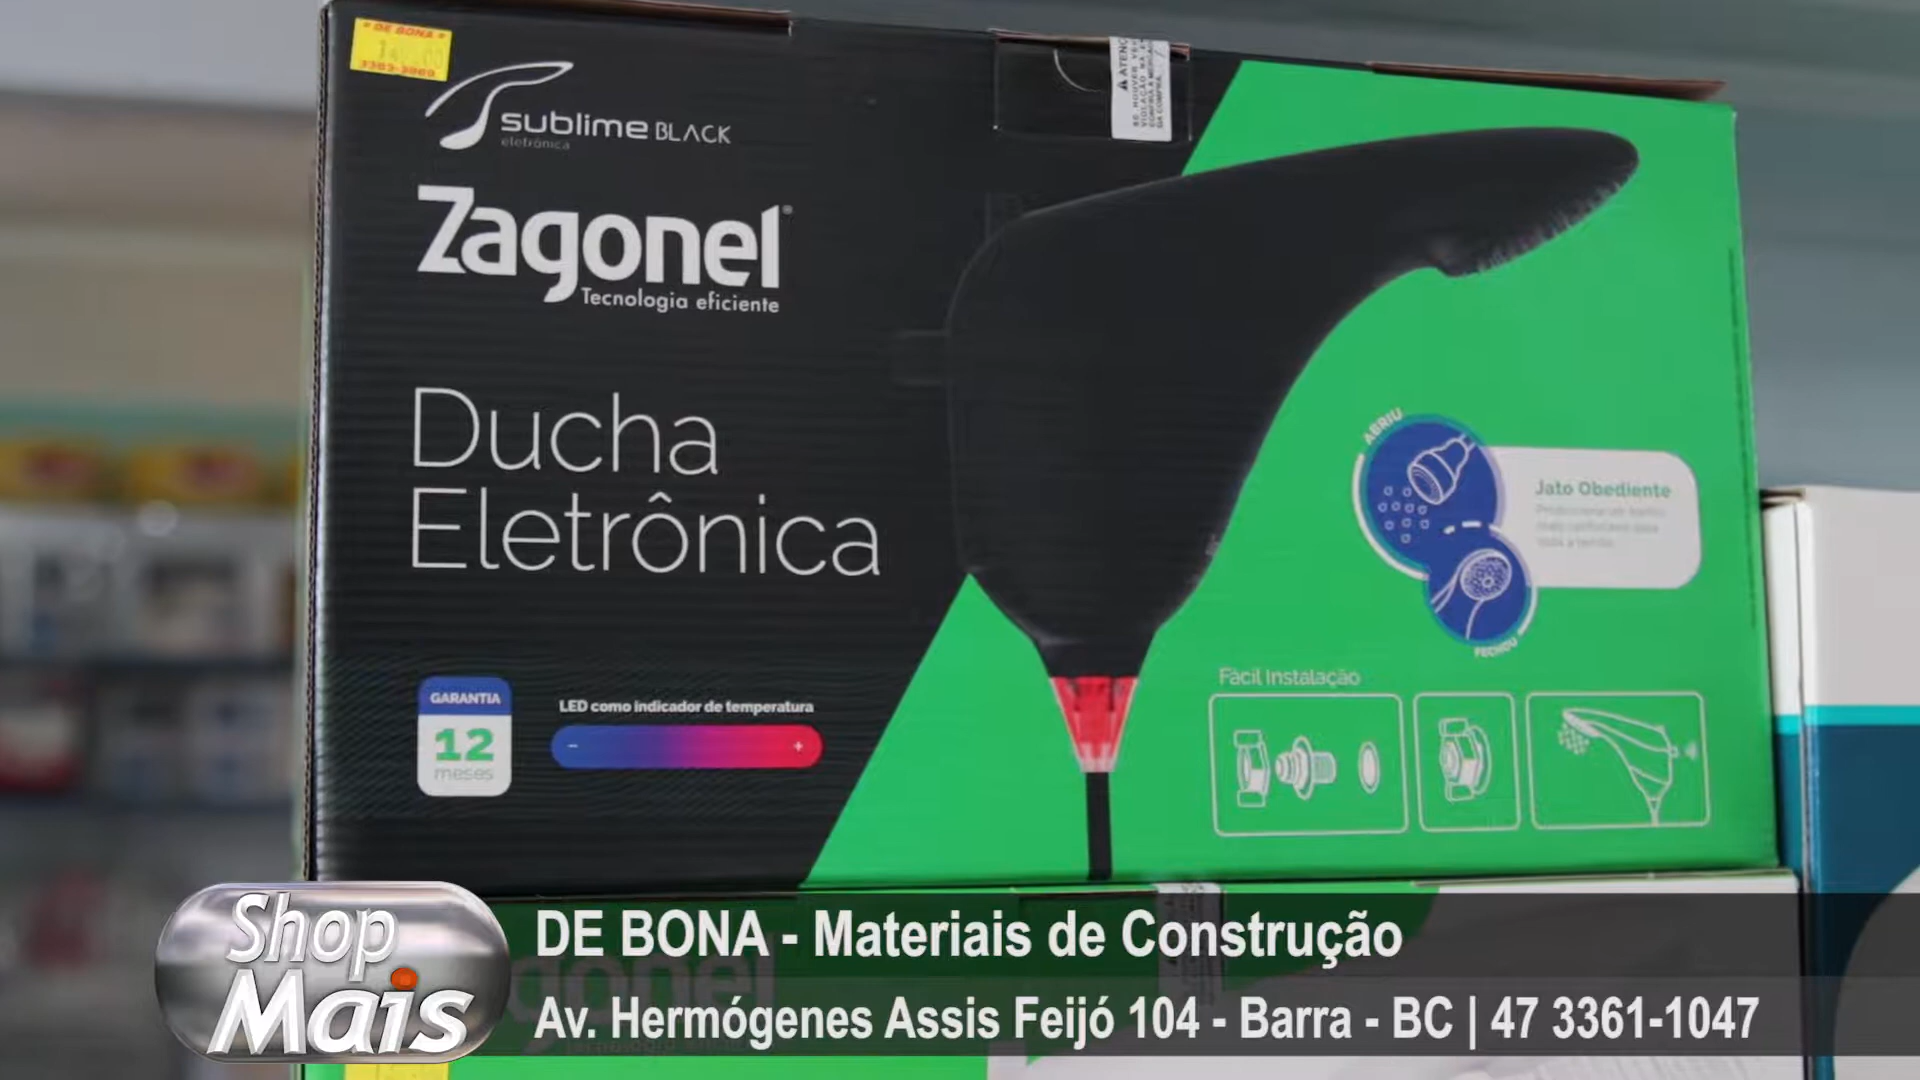 * DE BONA *
sublime BLACK
eletrônica
Zagonel
Tecnologia eficiente
Ducha
Eletrônica
GARANTIA
12
meses
LED como indicador de temperatura
- +
ABRIU
Jato Obediente
FECHOU
Fácil Instalação
Shop
Mais
DE BONA - Materiais de Construção
Av. Hermógenes Assis Feijó 104 - Barra - BC | 47 3361-1047